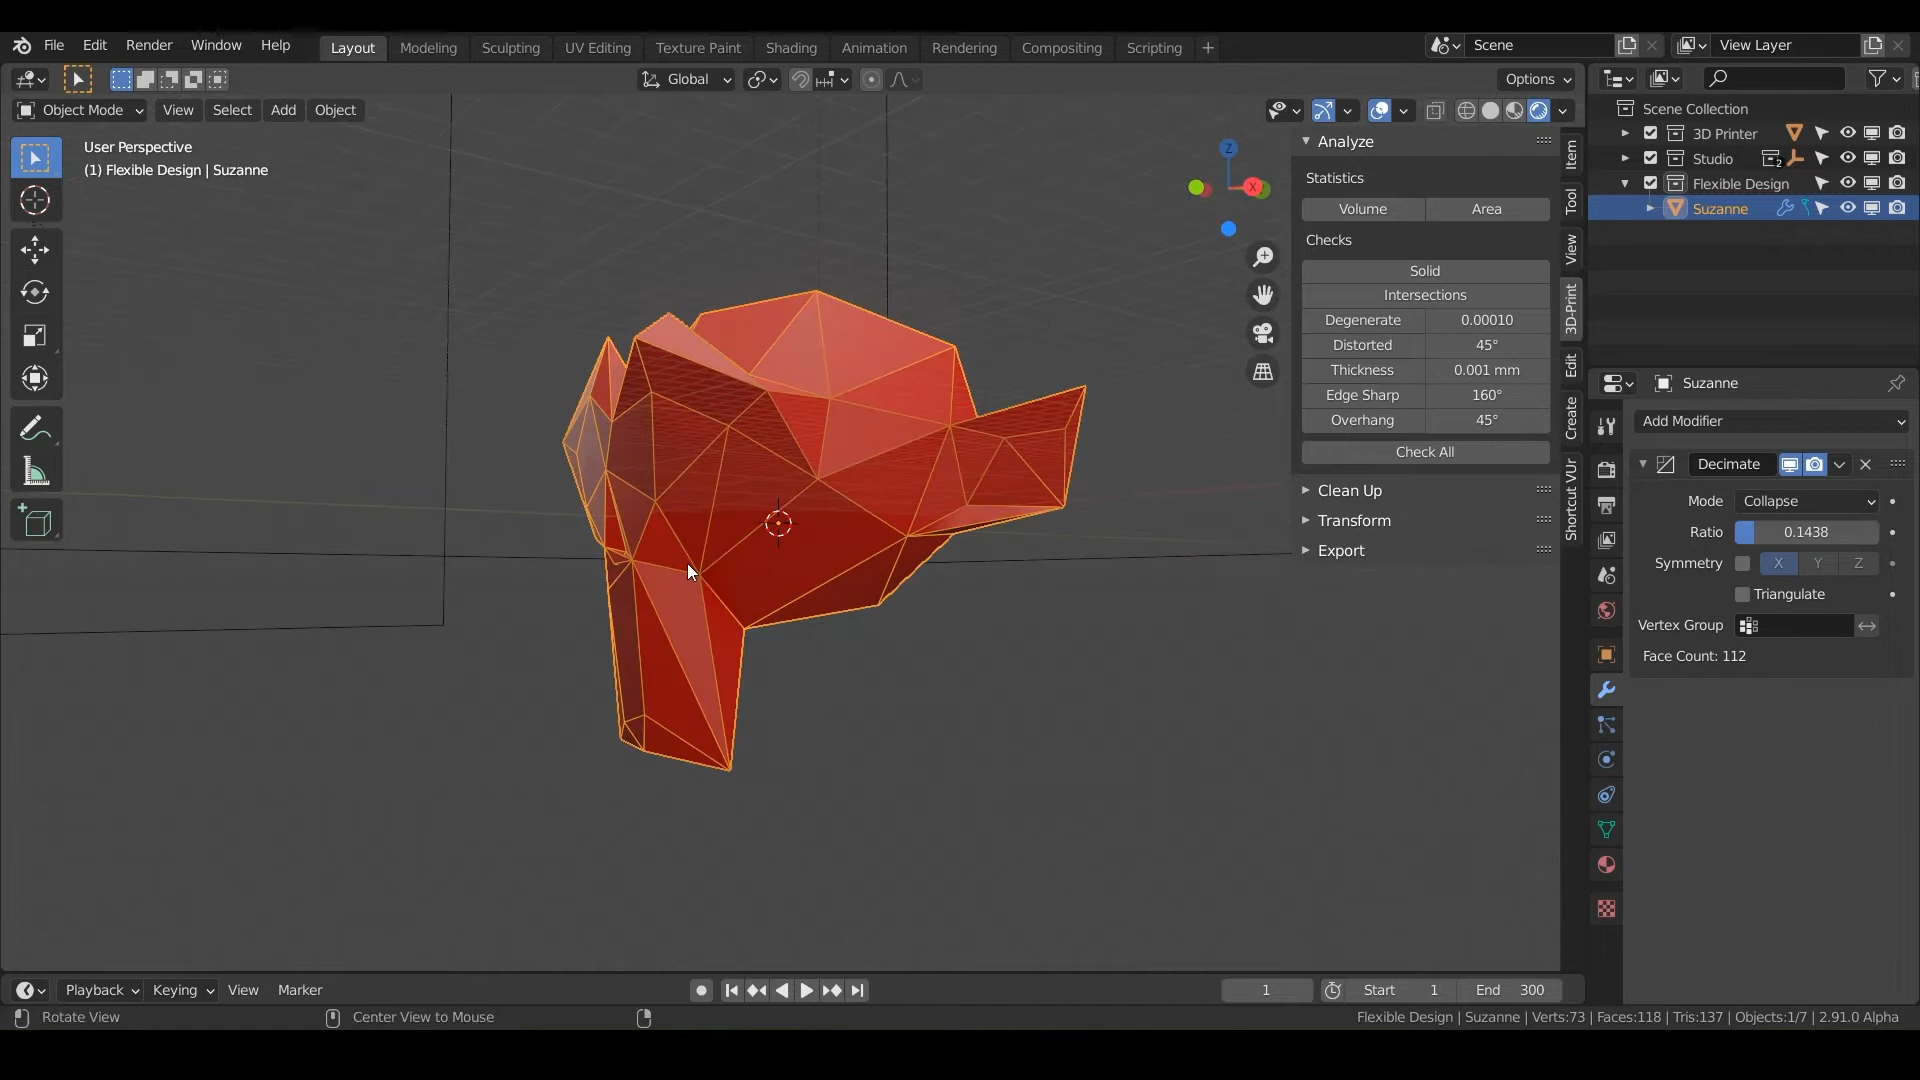 File Edit Render Window Help Layout Modeling Sculpting UV Editing Texture Paint Shading Animation Rendering Compositing Scripting + Scene View Layer
Global Options
Object Mode View Select Add Object
User Perspective
(1) Flexible Design | Suzanne
Z
X
Analyze
Statistics
Volume Area
Checks
Solid
Intersections
Degenerate 0.00010
Distorted 45°
Thickness 0.001 mm
Edge Sharp 160°
Overhang 45°
Check All
Clean Up
Transform
Export
Item
Tool
View
3D-Print
Edit
Create
Shortcut VUr
Scene Collection
3D Printer
Studio 2
Flexible Design
Suzanne
Suzanne
Add Modifier
Decimate
Mode Collapse
Ratio 0.1438
Symmetry X Y Z
Triangulate
Vertex Group
Face Count: 112
Playback Keying View Marker 1 Start 1 End 300
Rotate View Center View to Mouse Flexible Design | Suzanne | Verts:73 | Faces:118 | Tris:137 | Objects:1/7 | 2.91.0 Alpha